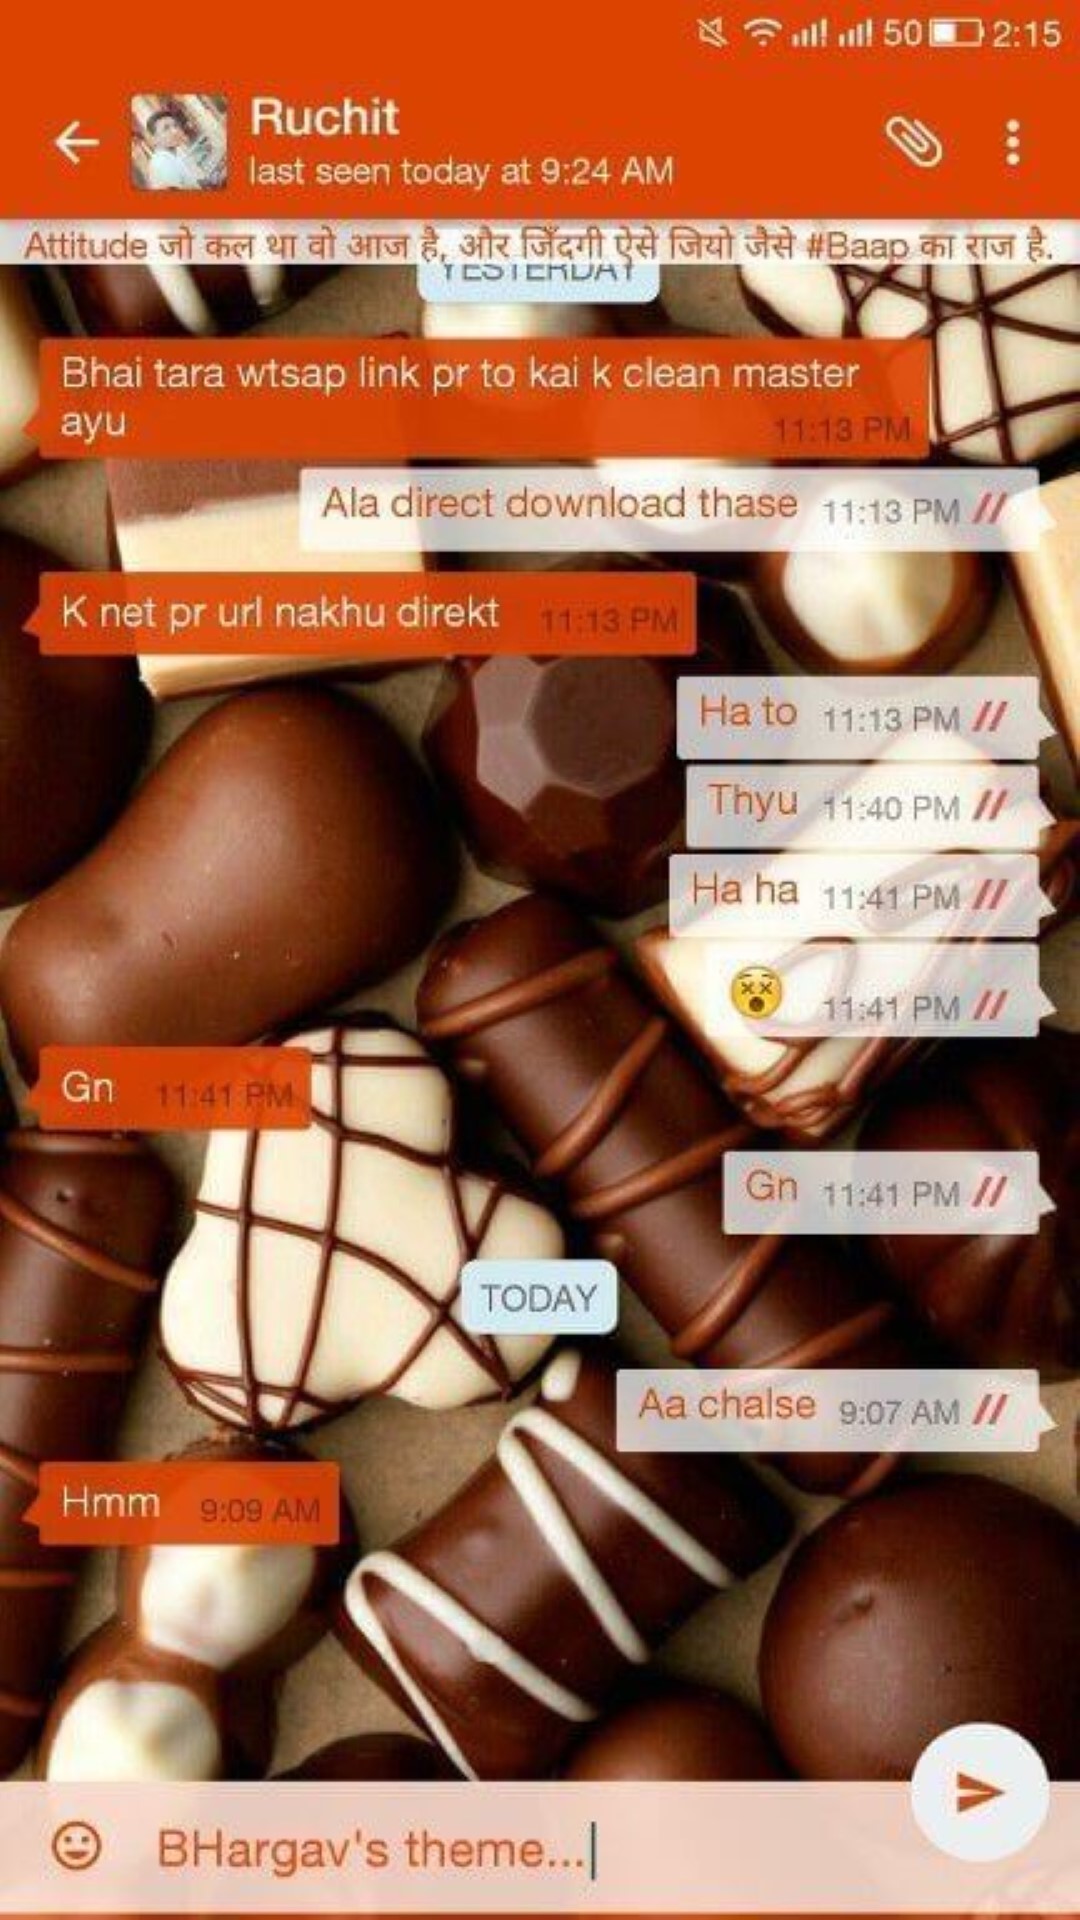 50 2:15
Ruchit
last seen today at 9:24 AM
Attitude जो कल था वो आज है, और जिंदगी ऐसे जियो जैसे #Baap का राज है.
YESTERDAY
Bhai tara wtsap link pr to kai k clean master
ayu 11:13 PM
Ala direct download thase 11:13 PM
K net pr url nakhu direkt 11:13 PM
Ha to 11:13 PM
Thyu 11:40 PM
Ha ha 11:41 PM
11:41 PM
Gn 11:41 PM
Gn 11:41 PM
TODAY
Aa chalse 9:07 AM
Hmm 9:09 AM
BHargav's theme...